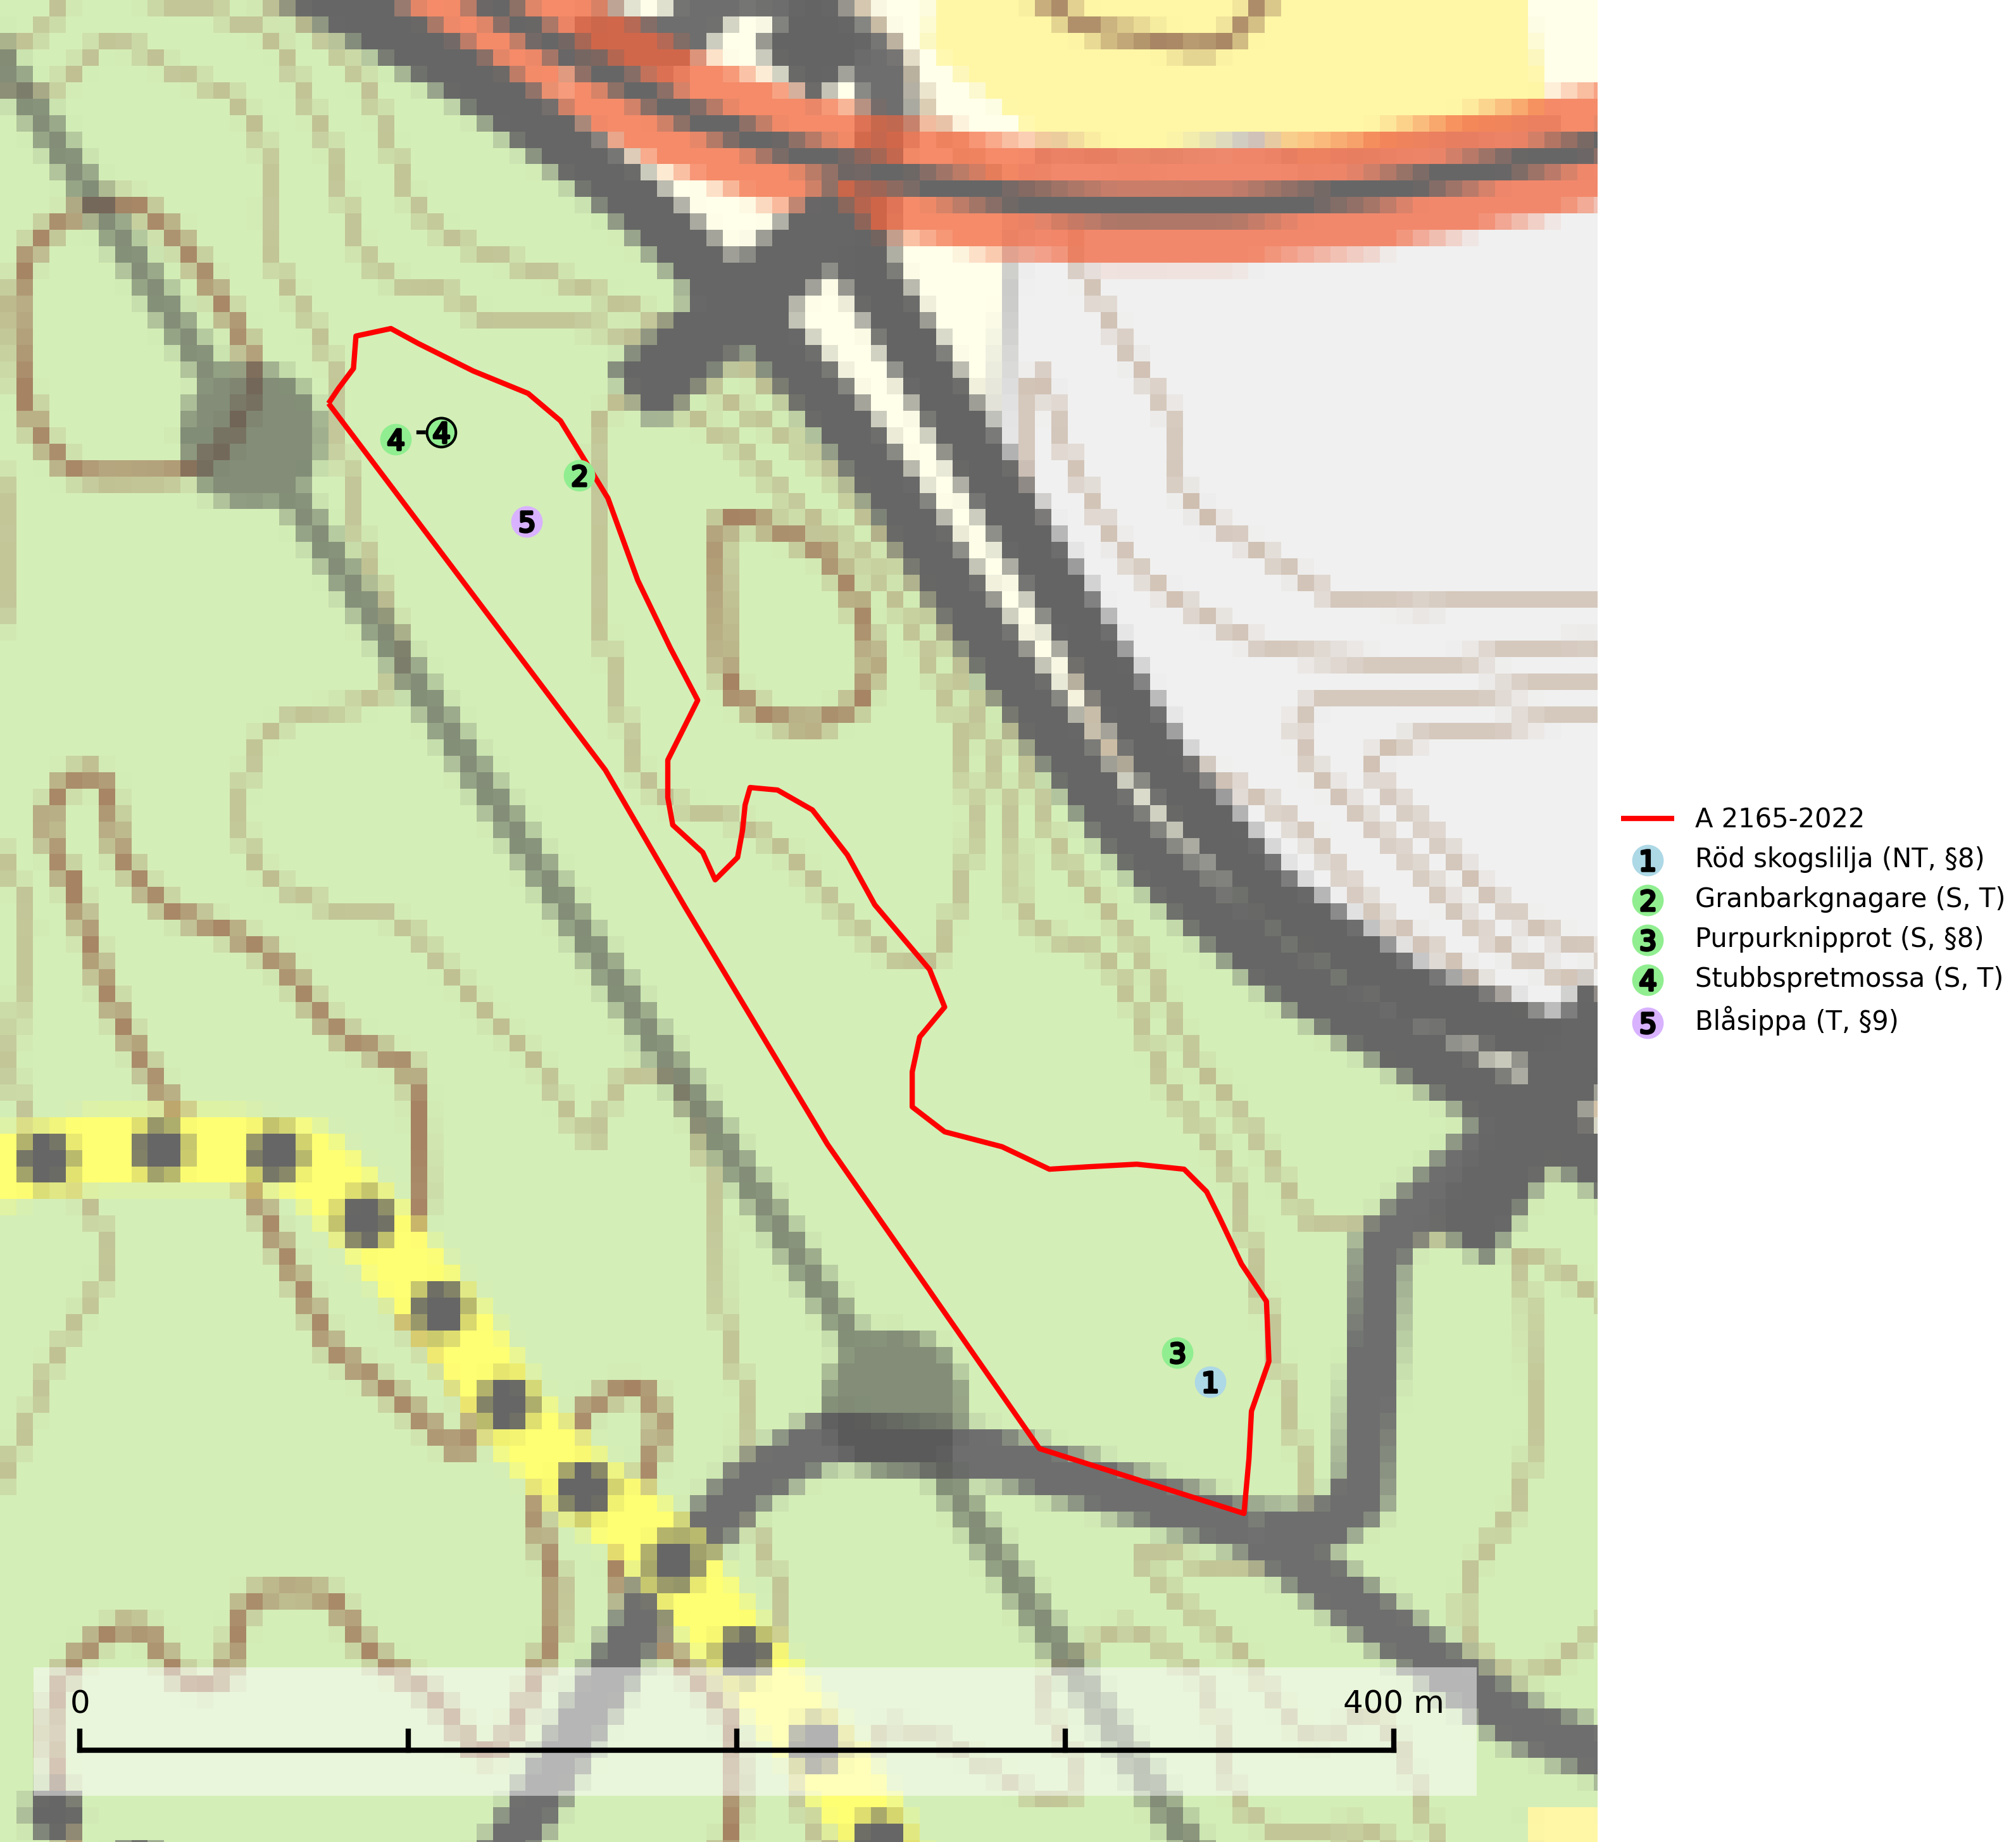 4 4
2
5
3
1
0 400 m
A 2165-2022
1 Röd skogslilja (NT, §8)
2 Granbarkgnagare (S, T)
3 Purpurknipprot (S, §8)
4 Stubbspretmossa (S, T)
5 Blåsippa (T, §9)